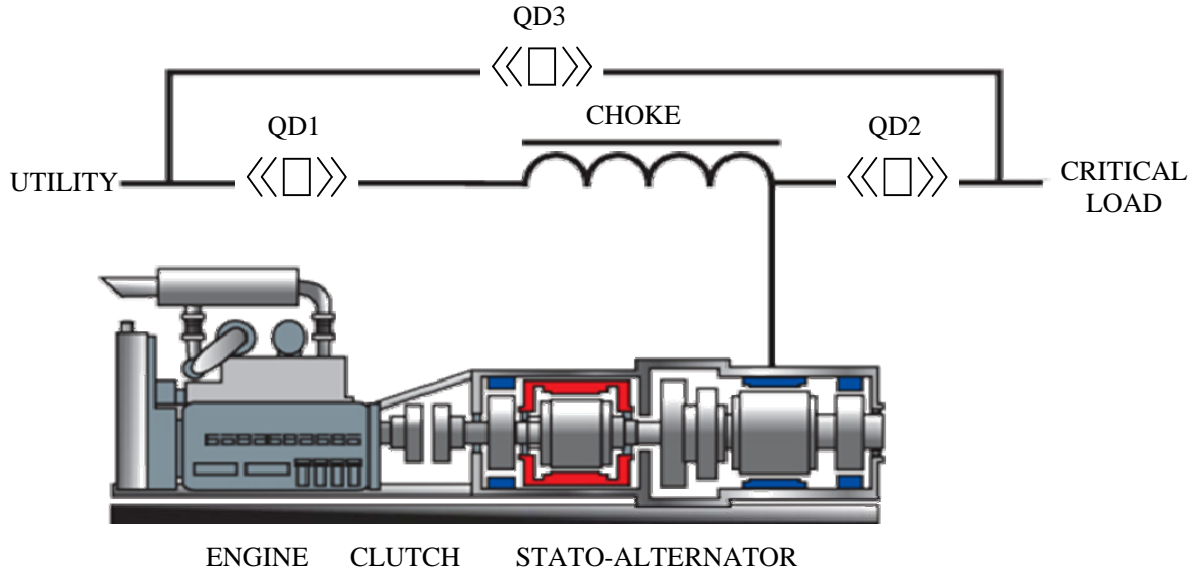 QD3
QD1
CHOKE
QD2
UTILITY
CRITICAL
LOAD
ENGINE CLUTCH STATO-ALTERNATOR